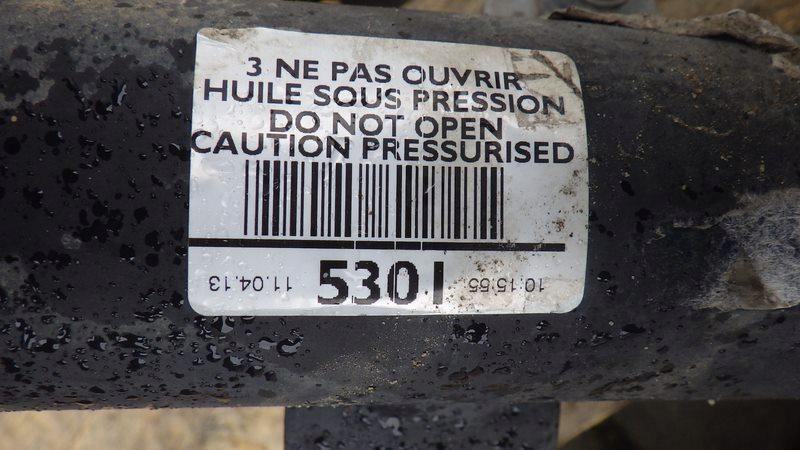 3 NE PAS OUVRIR
HUILE SOUS PRESSION
DO NOT OPEN
CAUTION PRESSURISED
11.04.13 5301 10:15:55